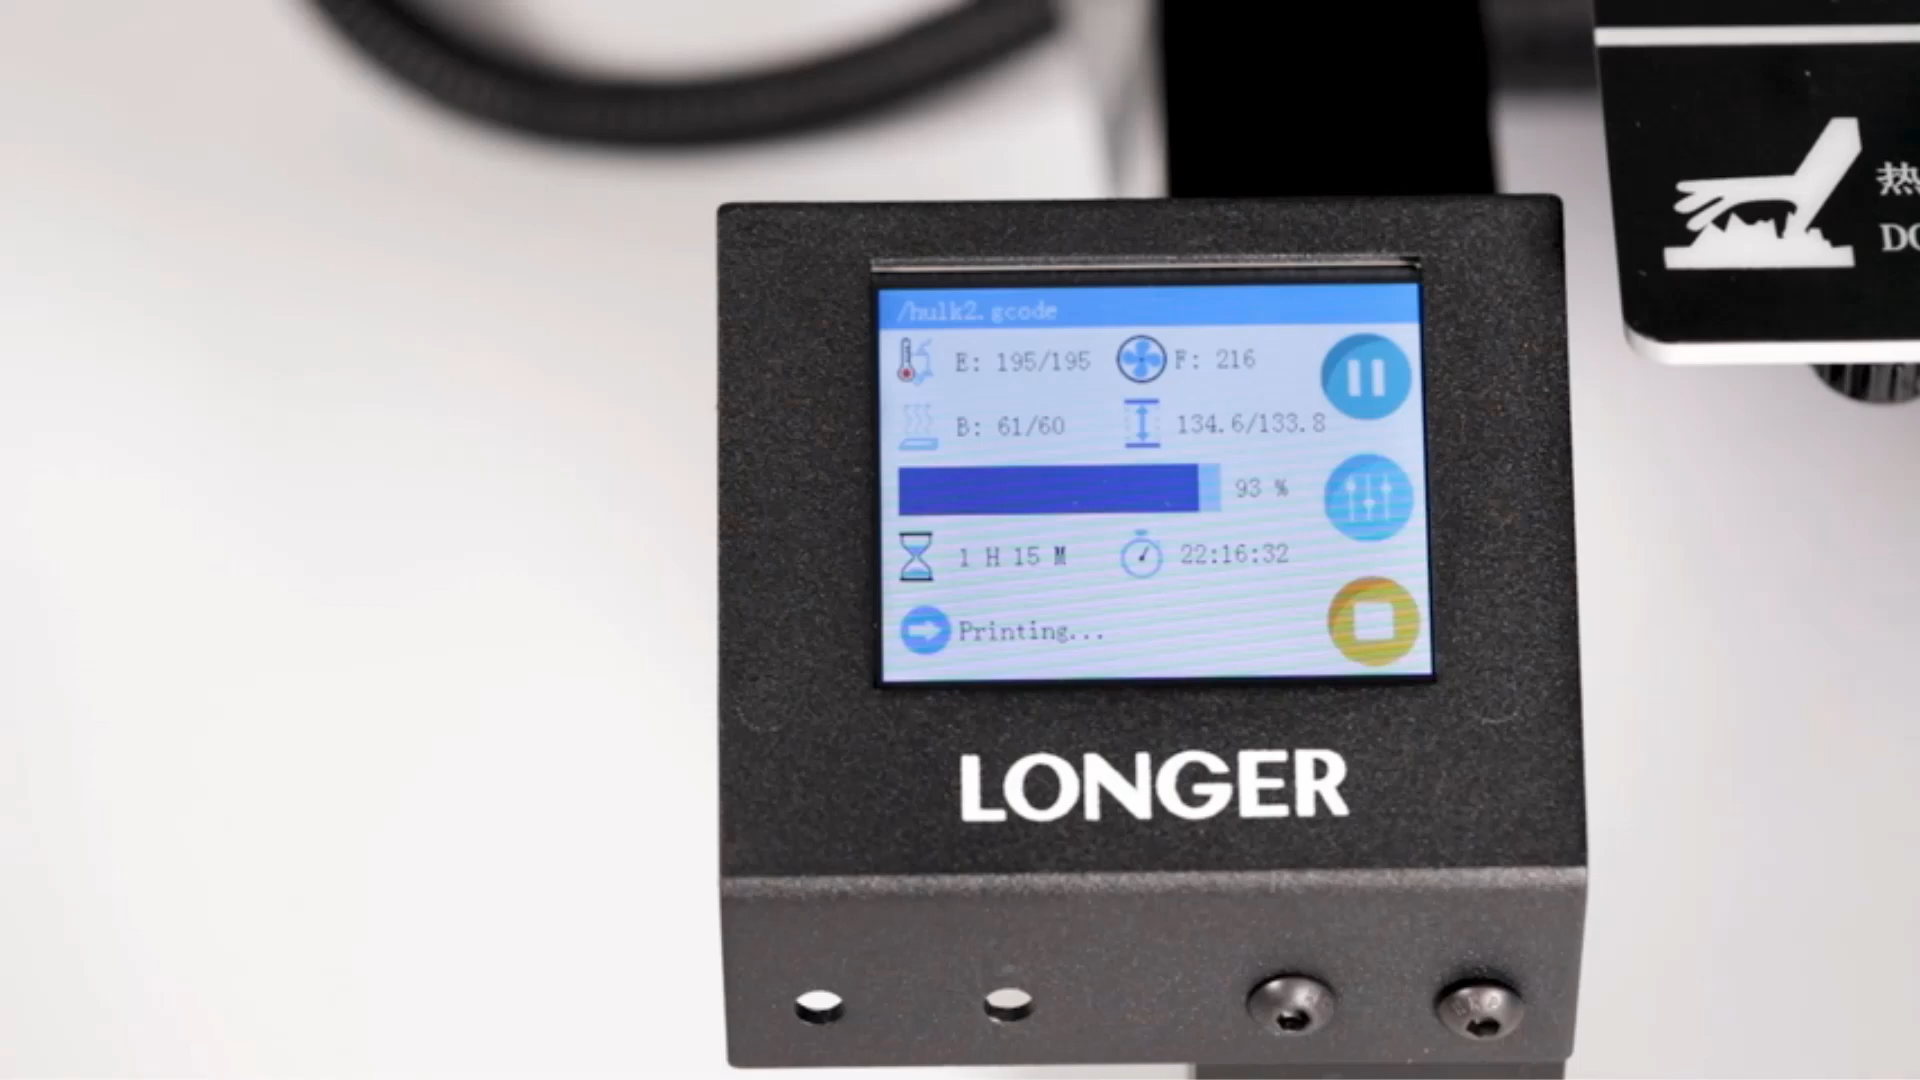 /hulk2.gcode
E: 195/195 F: 216
B: 61/60 134.6/133.8
93 %
1 H 15 M 22:16:32
Printing...
LONGER
热